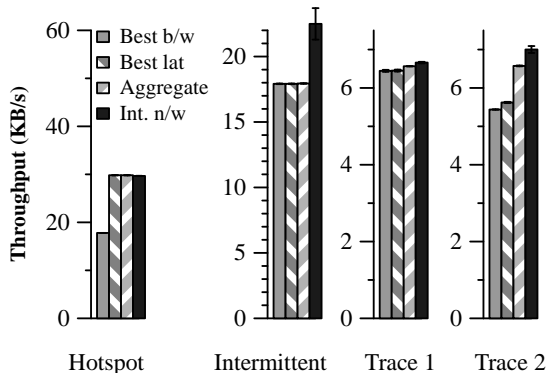 Throughput (KB/s)
60
40
20
0
Best b/w
Best lat
Aggregate
Int. n/w
Hotspot
20
15
10
5
0
Intermittent
6
4
2
0
Trace 1
6
4
2
0
Trace 2